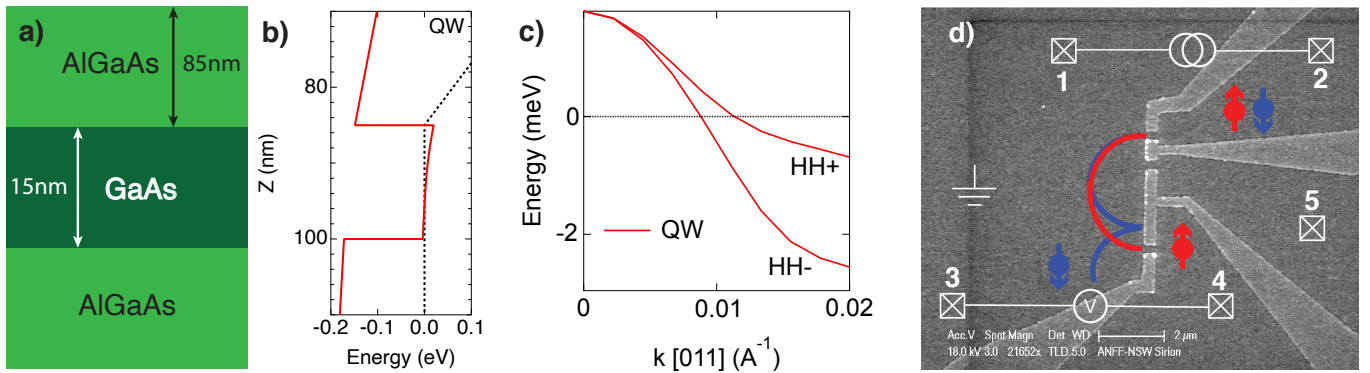 a)
AlGaAs
85nm
15nm
GaAs
AlGaAs
b)
QW
Z (nm)
80
100
-0.2
-0.1
0.0
0.1
Energy (eV)
c)
Energy (meV)
0
-2
HH+
QW
HH-
0
0.01
0.02
k [011] (A⁻¹)
d)
1
2
5
3
4
V
Acc.V Spot Magn Det WD 2 µm
18.0 kV 3.0 21652x TLD 5.0 ANFF-NSW Sirion